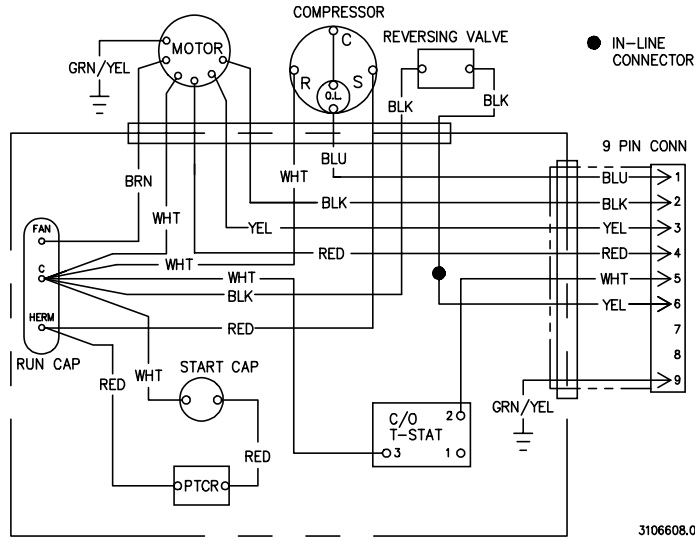 COMPRESSOR
MOTOR
C
REVERSING VALVE
IN-LINE
CONNECTOR
GRN/YEL
R
S
O.L.
BLK
BLK
9 PIN CONN
BLU
BLU
1
WHT
BRN
BLK
BLK
2
WHT
FAN
YEL
YEL
3
RED
RED
4
WHT
C
WHT
WHT
5
BLK
YEL
6
HERM
RED
7
RUN CAP
START CAP
8
RED
WHT
9
GRN/YEL
C/O
T-STAT
2
RED
3
1
PTCR
3106608.0